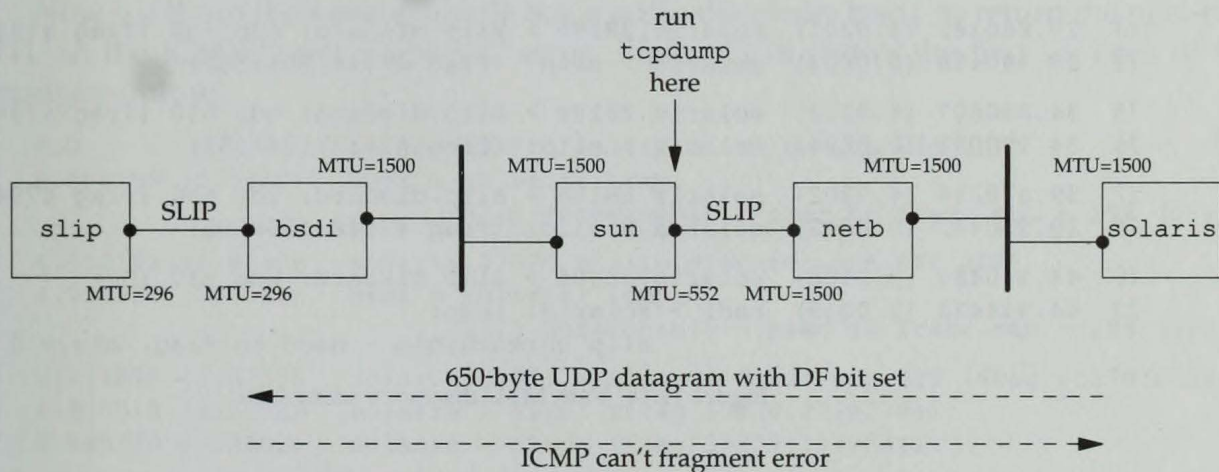 run
tcpdump
here
MTU=1500 MTU=1500 MTU=1500 MTU=1500
slip SLIP bsdi sun SLIP netb solaris
MTU=296 MTU=296 MTU=552 MTU=1500
650-byte UDP datagram with DF bit set
ICMP can't fragment error